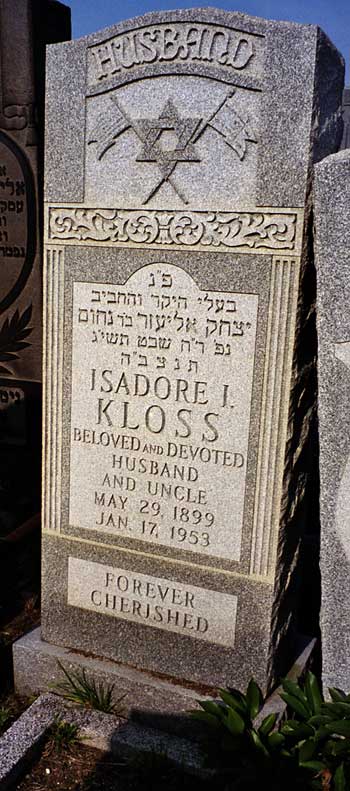 HUSBAND
פ״נ
בעלי היקר והחביב
יצחק אליעזר בר נחום
נפ׳ ר״ח שבט תשי״ג
ת נ צ ב״ה
ISADORE I.
KLOSS
BELOVED AND DEVOTED
HUSBAND
AND UNCLE
MAY 29, 1899
JAN. 17, 1953
FOREVER
CHERISHED